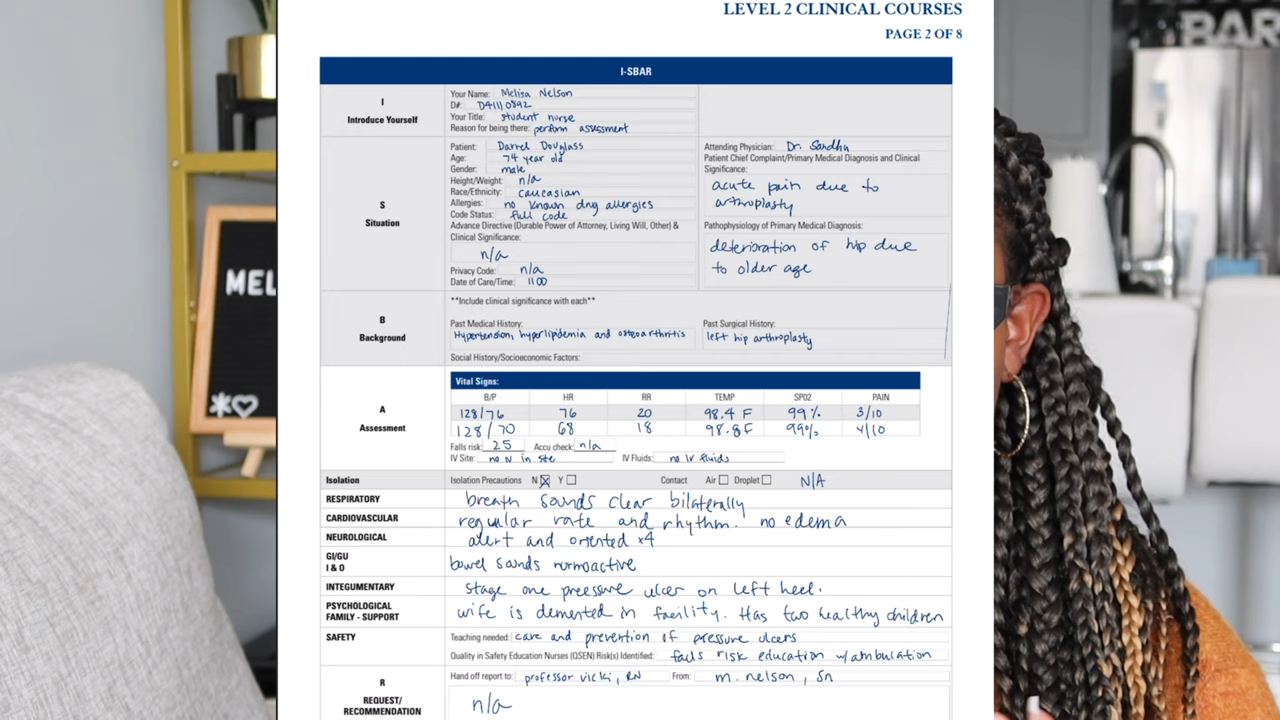 LEVEL 2 CLINICAL COURSES
PAGE 2 OF 8
BAR
MEL
I-SBAR
I
Introduce Yourself
Your Name: Melisa Nelson
D#: D41110892
Your Title: student nurse
Reason for being there: perform assessment
S
Situation
Patient: Darrel Douglass
Age: 74 year old
Gender: male
Height/Weight: n/a
Race/Ethnicity: caucasian
Allergies: no known drug allergies
Code Status: full code
Advance Directive (Durable Power of Attorney, Living Will, Other) &
Clinical Significance:
n/a
Privacy Code: n/a
Date of Care/Time: 1100
Attending Physician: Dr. Sandhu
Patient Chief Complaint/Primary Medical Diagnosis and Clinical
Significance:
acute pain due to
arthroplasty
Pathophysiology of Primary Medical Diagnosis:
deterioration of hip due
to older age
B
Background
**Include clinical significance with each**
Past Medical History:
Hypertension, hyperlipidemia and osteoarthritis
Past Surgical History:
left hip arthroplasty
Social History/Socioeconomic Factors:
A
Assessment
Vital Signs:
B/P HR RR TEMP SPO2 PAIN
128/76 76 20 98.4 F 99% 3/10
128/70 68 18 98.8F 99% 4/10
Falls risk: 25 Accu check: n/a
IV Site: no IV in site IV Fluids: no IV fluids
Isolation Isolation Precautions N Y Contact Air Droplet N/A
RESPIRATORY breath sounds clear bilaterally
CARDIOVASCULAR regular rate and rhythm. no edema
NEUROLOGICAL alert and oriented x4
GI/GU
I & O
bowel sands normoactive
INTEGUMENTARY stage one pressure ulcer on left heel.
PSYCHOLOGICAL
FAMILY - SUPPORT
wife is demented in facility. Has two healthy children
SAFETY Teaching needed: care and prevention of pressure ulcers
Quality in Safety Education Nurses (QSEN) Risk(s) Identified: falls risk education w/ambulation
R
REQUEST/
RECOMMENDATION
Hand off report to: professor vicki, RN From: m. nelson, Sn
n/a